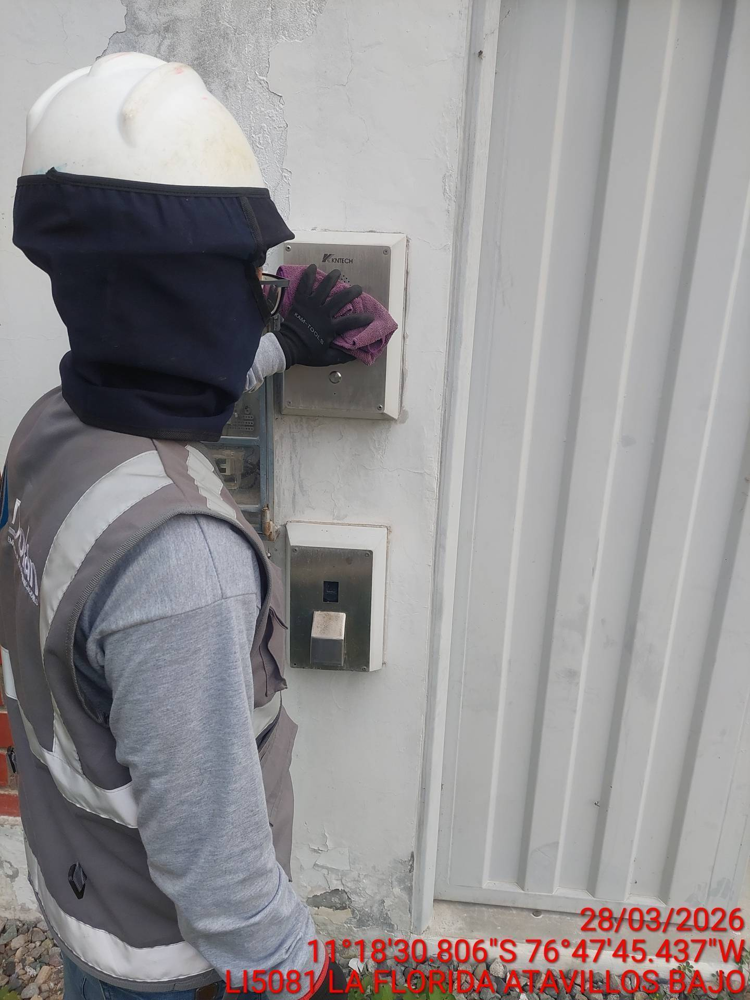 KNTECH
KAM-TOOLS
28/03/2026
11°18'30.806"S 76°47'45.437"W
LI5081 LA FLORIDA ATAVILLOS BAJO